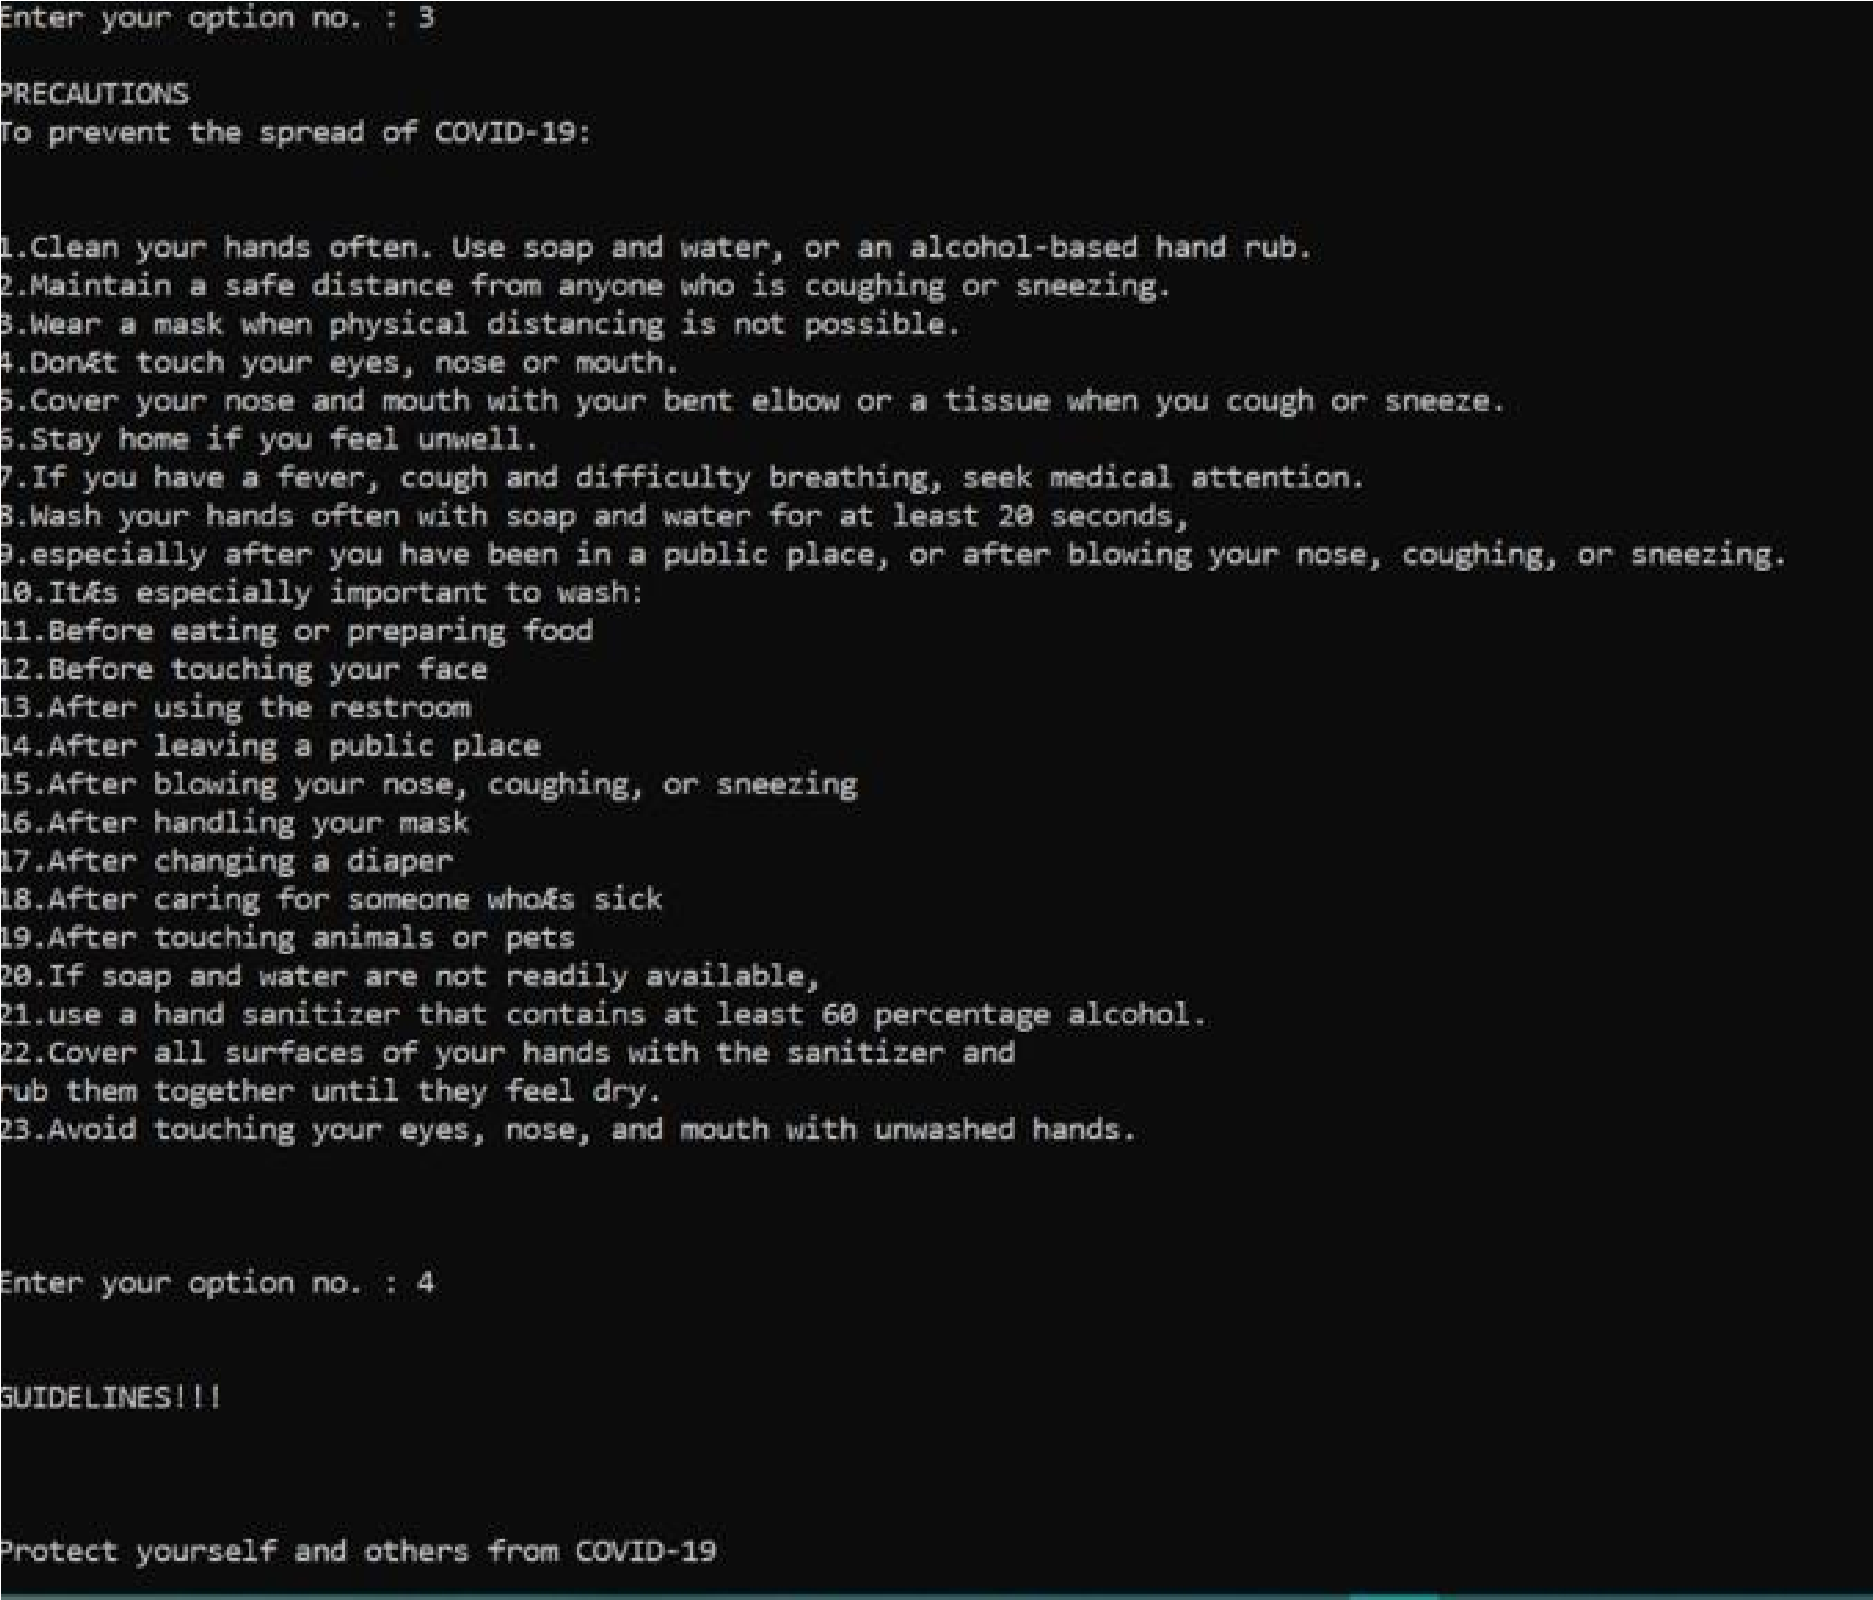 Enter your option no. : 3
PRECAUTIONS
To prevent the spread of COVID-19:
1.Clean your hands often. Use soap and water, or an alcohol-based hand rub.
2.Maintain a safe distance from anyone who is coughing or sneezing.
3.Wear a mask when physical distancing is not possible.
4.DonÆt touch your eyes, nose or mouth.
5.Cover your nose and mouth with your bent elbow or a tissue when you cough or sneeze.
6.Stay home if you feel unwell.
7.If you have a fever, cough and difficulty breathing, seek medical attention.
8.Wash your hands often with soap and water for at least 20 seconds,
9.especially after you have been in a public place, or after blowing your nose, coughing, or sneezing.
10.ItÆs especially important to wash:
11.Before eating or preparing food
12.Before touching your face
13.After using the restroom
14.After leaving a public place
15.After blowing your nose, coughing, or sneezing
16.After handling your mask
17.After changing a diaper
18.After caring for someone whoÆs sick
19.After touching animals or pets
20.If soap and water are not readily available,
21.use a hand sanitizer that contains at least 60 percentage alcohol.
22.Cover all surfaces of your hands with the sanitizer and
rub them together until they feel dry.
23.Avoid touching your eyes, nose, and mouth with unwashed hands.
Enter your option no. : 4
GUIDELINES!!!
Protect yourself and others from COVID-19